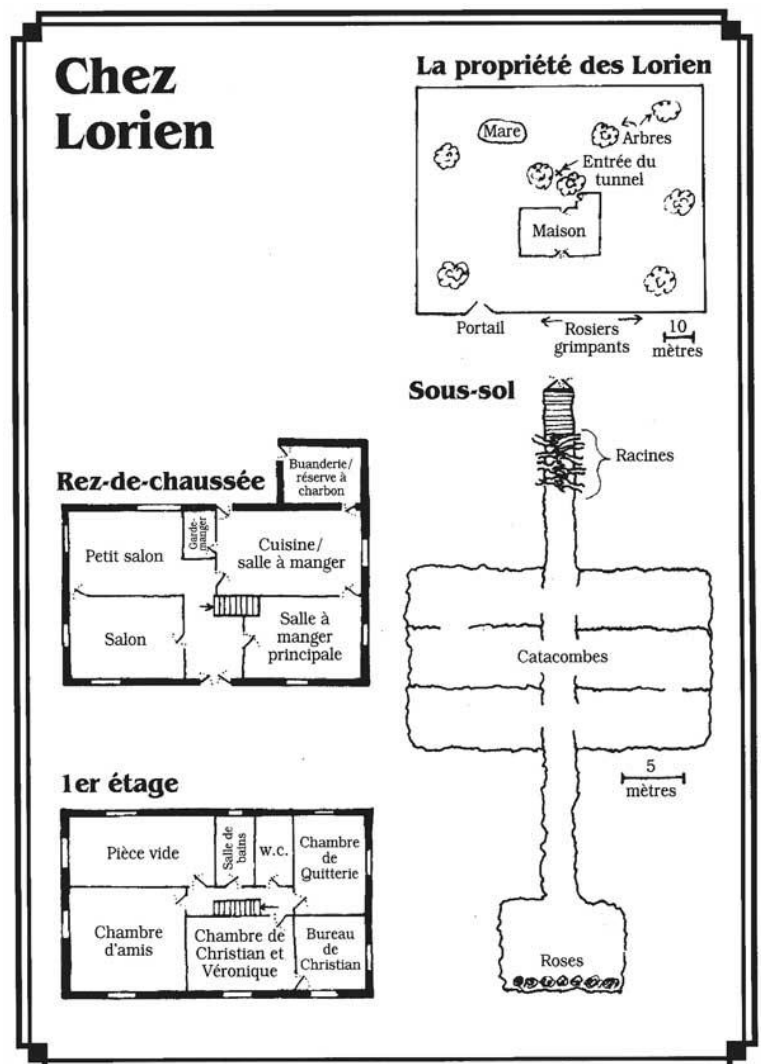 Chez
Lorien
La propriété des Lorien
Mare
Arbres
Entrée du
tunnel
Maison
Portail
Rosiers
grimpants
10
mètres
Sous-sol
Racines
Catacombes
5
mètres
Roses
Rez-de-chaussée
Buanderie/
réserve à
charbon
Petit salon
Garde-
manger
Cuisine/
salle à manger
Salon
Salle à
manger
principale
1er étage
Pièce vide
Salle de
bains
w.c.
Chambre
de
Quitterie
Chambre
d'amis
Chambre de
Christian et
Véronique
Bureau
de
Christian